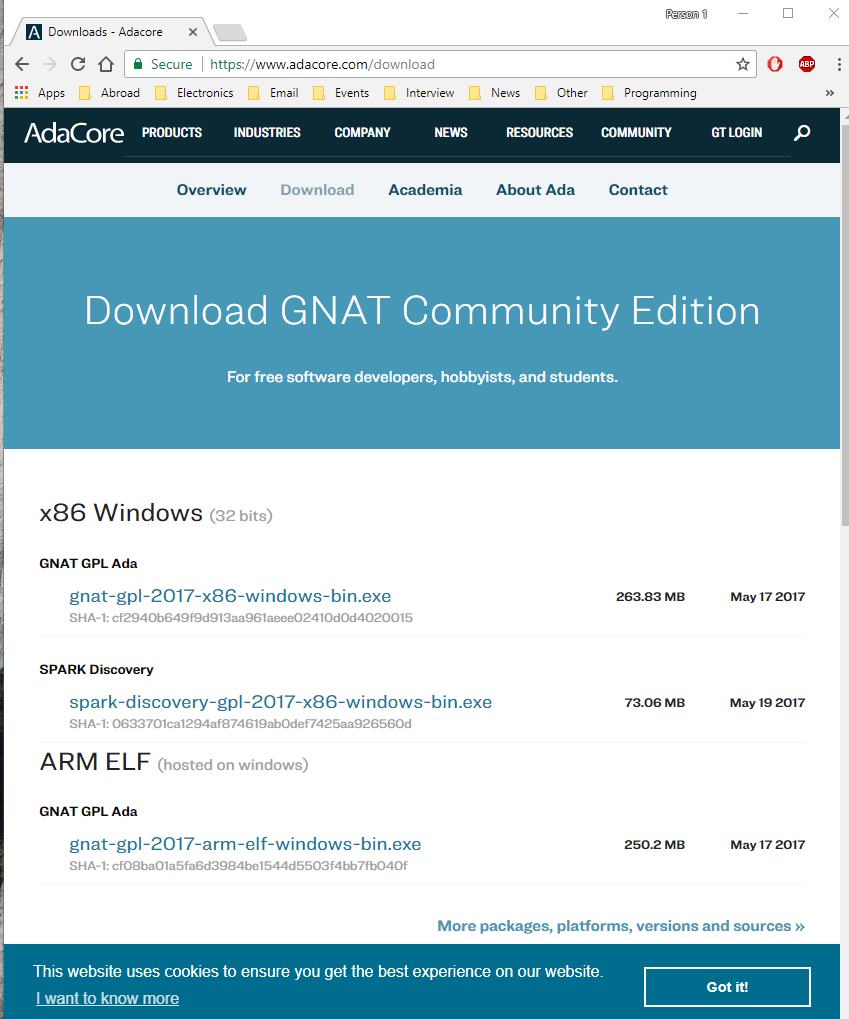 Person 1
Downloads - Adacore
Secure https://www.adacore.com/download ABP
Apps Abroad Electronics Email Events Interview News Other Programming »
AdaCore PRODUCTS INDUSTRIES COMPANY NEWS RESOURCES COMMUNITY GT LOGIN
Overview Download Academia About Ada Contact
Download GNAT Community Edition
For free software developers, hobbyists, and students.
x86 Windows (32 bits)
GNAT GPL Ada
gnat-gpl-2017-x86-windows-bin.exe 263.83 MB May 17 2017
SHA-1: cf2940b649f9d913aa961aeee02410d0d4020015
SPARK Discovery
spark-discovery-gpl-2017-x86-windows-bin.exe 73.06 MB May 19 2017
SHA-1: 0633701ca1294af874619ab0def7425aa926560d
ARM ELF (hosted on windows)
GNAT GPL Ada
gnat-gpl-2017-arm-elf-windows-bin.exe 250.2 MB May 17 2017
SHA-1: cf08ba01a5fa6d3984be1544d5503f4bb7fb040f
More packages, platforms, versions and sources »
This website uses cookies to ensure you get the best experience on our website.
I want to know more
Got it!